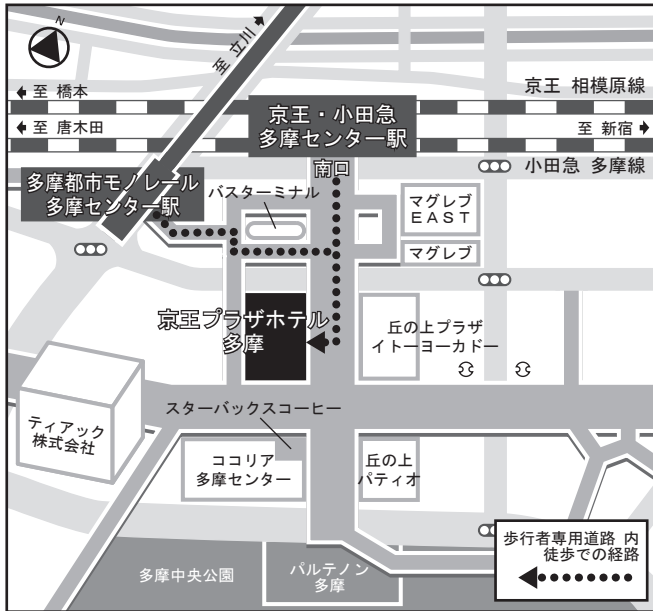 N
至 立川
至 橋本
京王 相模原線
京王・小田急
多摩センター駅
至 唐木田
至 新宿
南口
小田急 多摩線
多摩都市モノレール
多摩センター駅
バスターミナル
マグレブ
EAST
マグレブ
京王プラザホテル
多摩
丘の上プラザ
イトーヨーカドー
スターバックスコーヒー
ティアック
株式会社
ココリア
多摩センター
丘の上
パティオ
歩行者専用道路 内
徒歩での経路
多摩中央公園
パルテノン
多摩